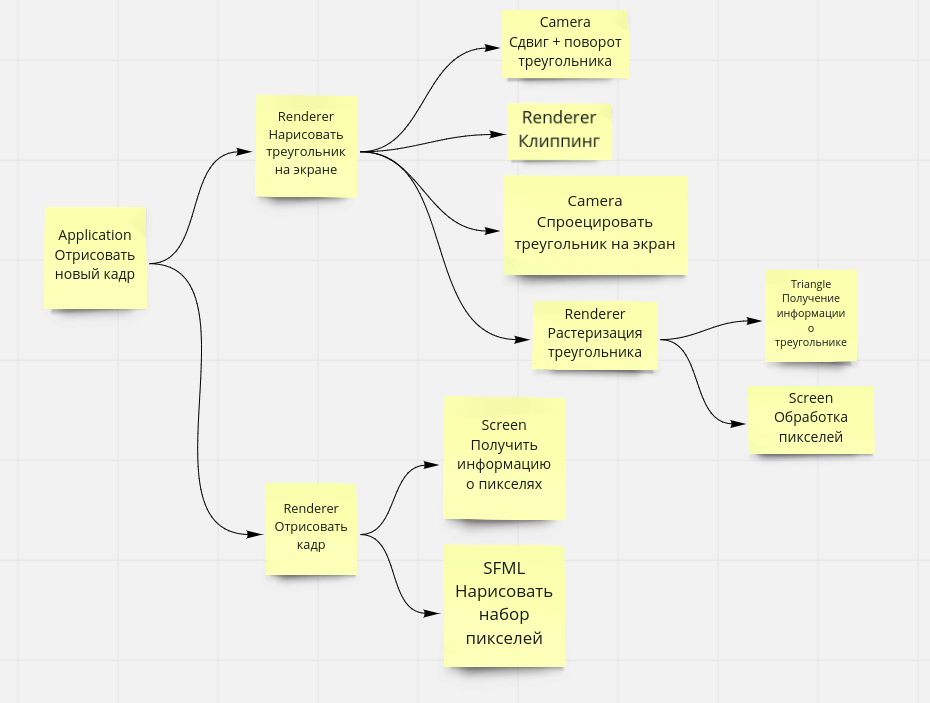 Camera
Сдвиг + поворот
треугольника
Renderer
Нарисовать
треугольник
на экране
Renderer
Клиппинг
Application
Отрисовать
новый кадр
Camera
Спроецировать
треугольник на экран
Renderer
Растеризация
треугольника
Triangle
Получение
информации
о
треугольнике
Screen
Обработка
пикселей
Screen
Получить
информацию
о пикселях
Renderer
Отрисовать
кадр
SFML
Нарисовать
набор
пикселей